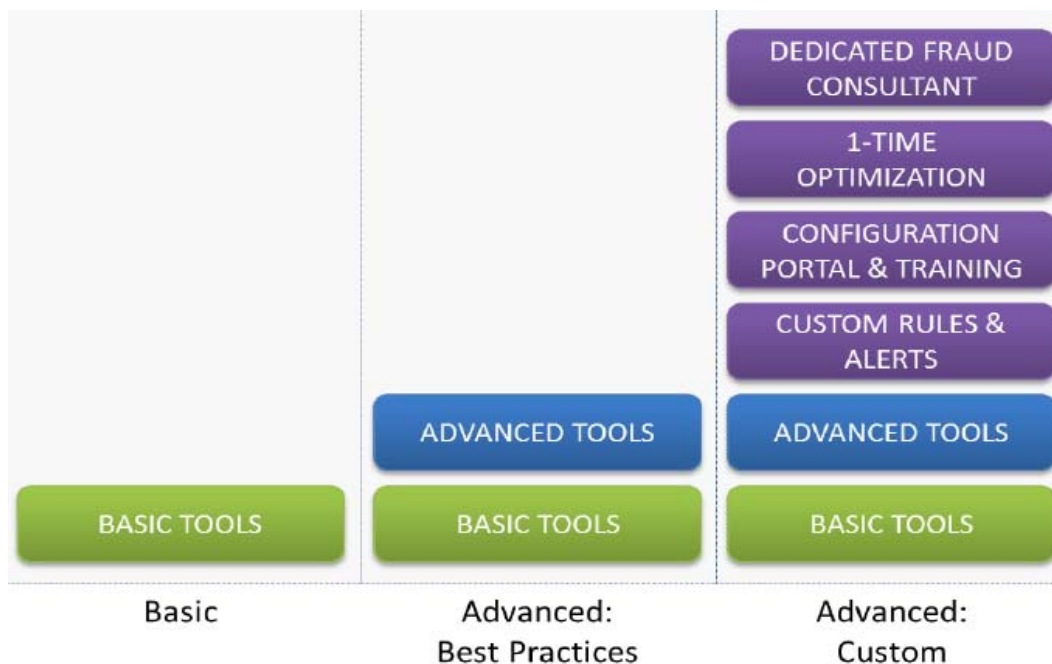 DEDICATED FRAUD
CONSULTANT
1-TIME
OPTIMIZATION
CONFIGURATION
PORTAL & TRAINING
CUSTOM RULES &
ALERTS
ADVANCED TOOLS
ADVANCED TOOLS
BASIC TOOLS
BASIC TOOLS
BASIC TOOLS
Basic
Advanced:
Best Practices
Advanced:
Custom